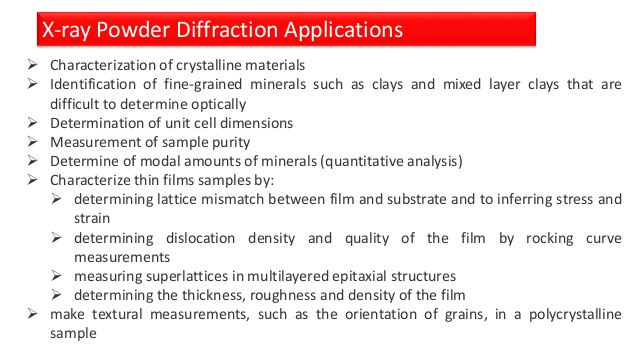 X-ray Powder Diffraction Applications
➢ Characterization of crystalline materials
➢ Identification of fine-grained minerals such as clays and mixed layer clays that are
difficult to determine optically
➢ Determination of unit cell dimensions
➢ Measurement of sample purity
➢ Determine of modal amounts of minerals (quantitative analysis)
➢ Characterize thin films samples by:
➢ determining lattice mismatch between film and substrate and to inferring stress and
strain
➢ determining dislocation density and quality of the film by rocking curve
measurements
➢ measuring superlattices in multilayered epitaxial structures
➢ determining the thickness, roughness and density of the film
➢ make textural measurements, such as the orientation of grains, in a polycrystalline
sample